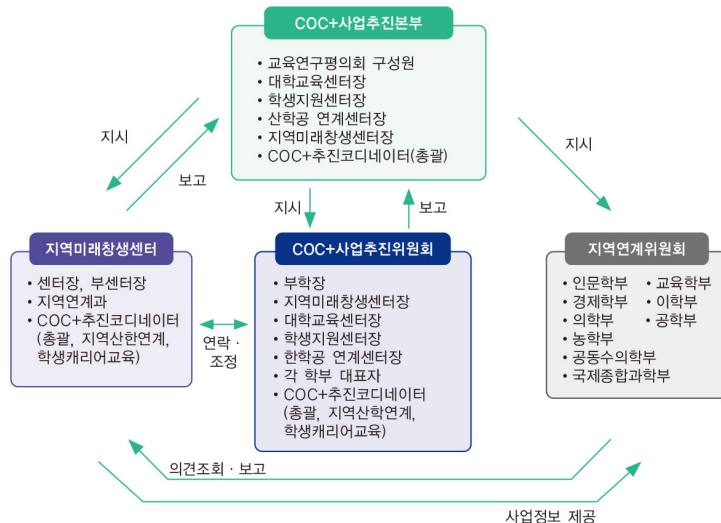 COC+사업추진본부
• 교육연구평의회 구성원
• 대학교육센터장
• 학생지원센터장
• 산학공 연계센터장
• 지역미래창생센터장
• COC+추진코디네이터(총괄)
지시
보고
지시
보고
지시
지역미래창생센터
• 센터장, 부센터장
• 지역연계과
• COC+추진코디네이터
(총괄, 지역산한연계,
학생캐리어교육)
연락 ·
조정
COC+사업추진위원회
• 부학장
• 지역미래창생센터장
• 대학교육센터장
• 학생지원센터장
• 한학공 연계센터장
• 각 학부 대표자
• COC+추진코디네이터
(총괄, 지역산학연계,
학생캐리어교육)
지역연계위원회
• 인문학부 • 교육학부
• 경제학부 • 이학부
• 의학부 • 공학부
• 농학부
• 공동수의학부
• 국제종합과학부
의견조회 · 보고
사업정보 제공